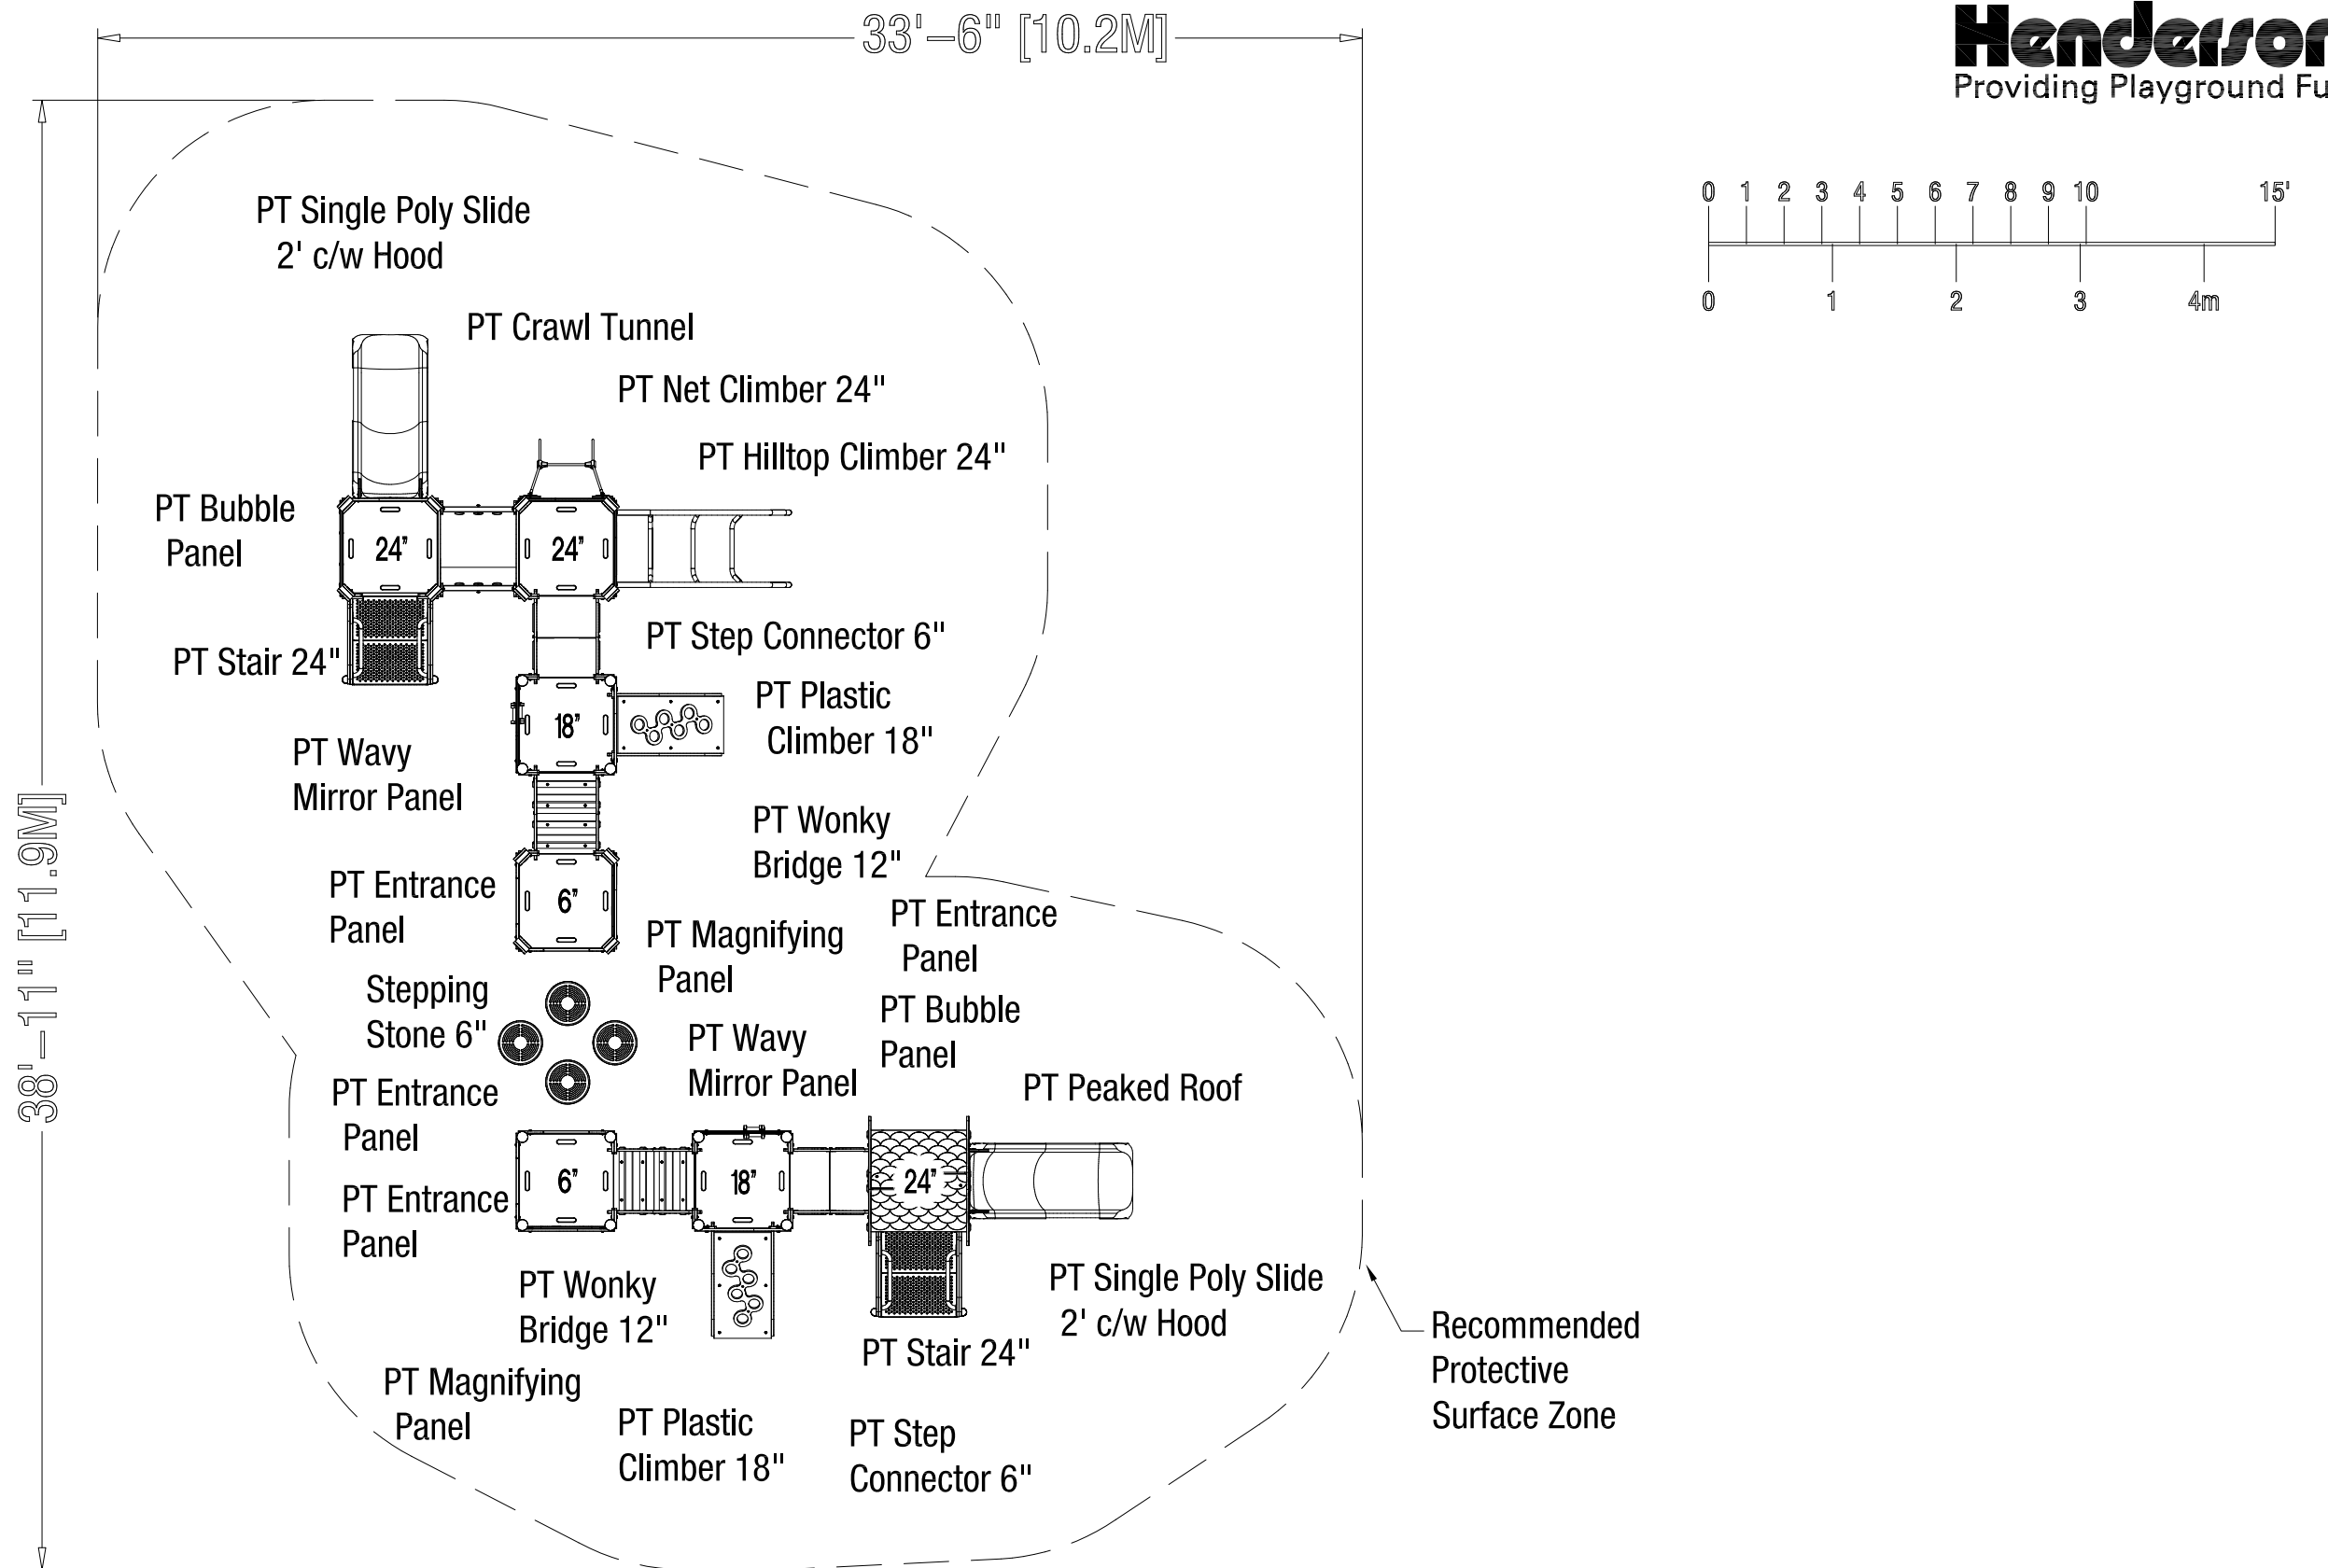 33'–6" [10.2M]
Henderson
Providing Playground Fu
0 1 2 3 4 5 6 7 8 9 10 15'
0 1 2 3 4m
PT Single Poly Slide
2' c/w Hood
PT Crawl Tunnel
PT Net Climber 24"
PT Hilltop Climber 24"
PT Bubble
Panel
24"
24"
PT Stair 24"
PT Step Connector 6"
18"
PT Plastic
Climber 18"
PT Wavy
Mirror Panel
38'–11" [11.9M]
PT Wonky
Bridge 12"
PT Entrance
Panel
6"
PT Magnifying
Panel
PT Entrance
Panel
Stepping
Stone 6"
PT Bubble
Panel
PT Wavy
Mirror Panel
PT Peaked Roof
PT Entrance
Panel
6"
18"
24"
PT Entrance
Panel
PT Wonky
Bridge 12"
PT Single Poly Slide
2' c/w Hood
PT Stair 24"
Recommended
Protective
Surface Zone
PT Magnifying
Panel
PT Plastic
Climber 18"
PT Step
Connector 6"